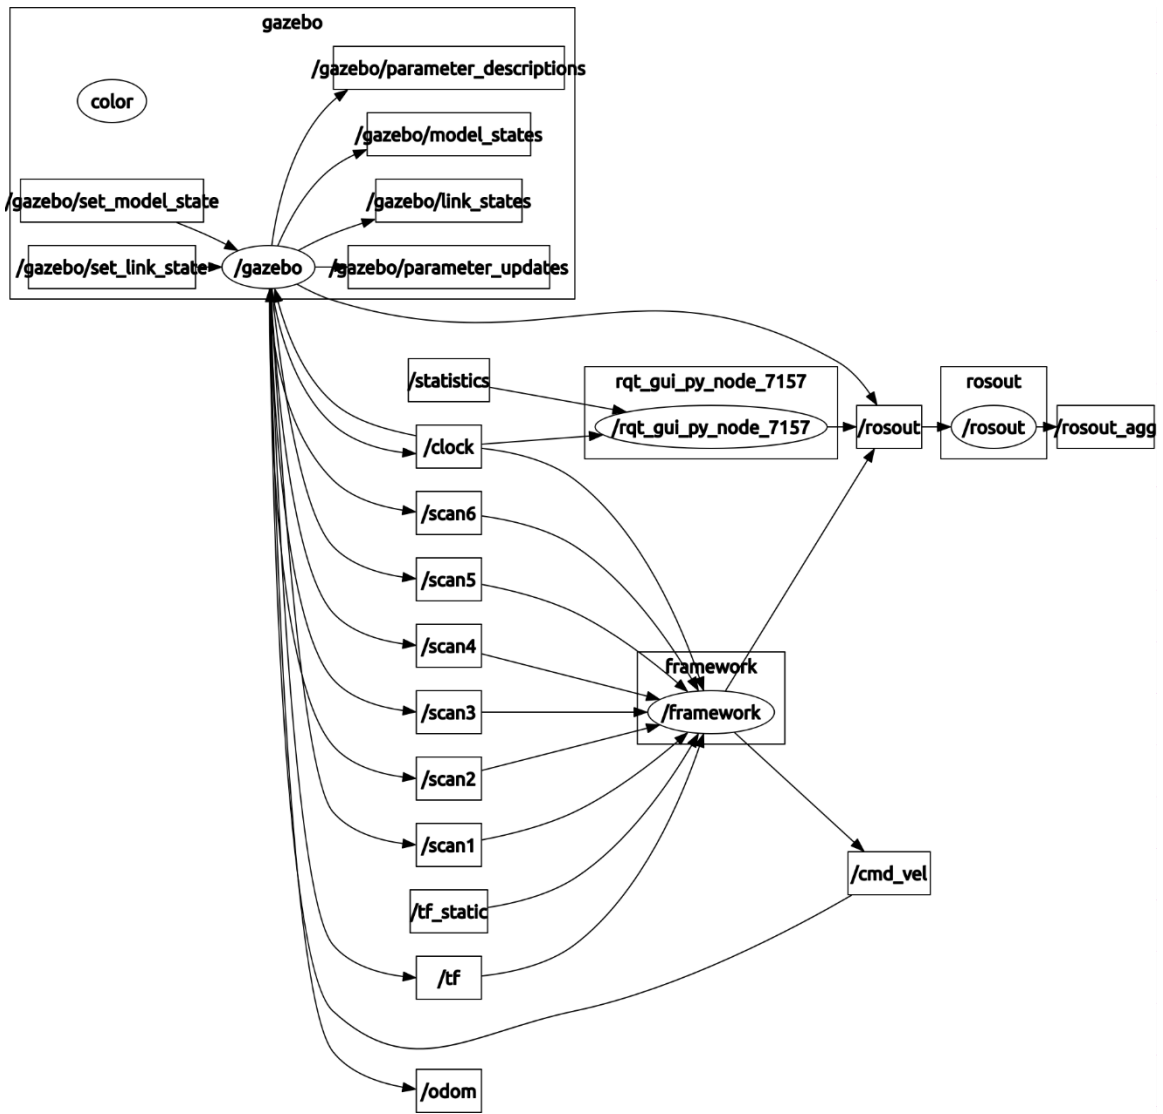 gazebo
/gazebo/parameter_descriptions
color
/gazebo/model_states
/gazebo/set_model_state
/gazebo/link_states
/gazebo/set_link_state
/gazebo
/gazebo/parameter_updates
/statistics
rqt_gui_py_node_7157
rosout
/clock
/rqt_gui_py_node_7157
/rosout
/rosout
/rosout_agg
/scan6
/scan5
/scan4
framework
/scan3
/framework
/scan2
/scan1
/cmd_vel
/tf_static
/tf
/odom